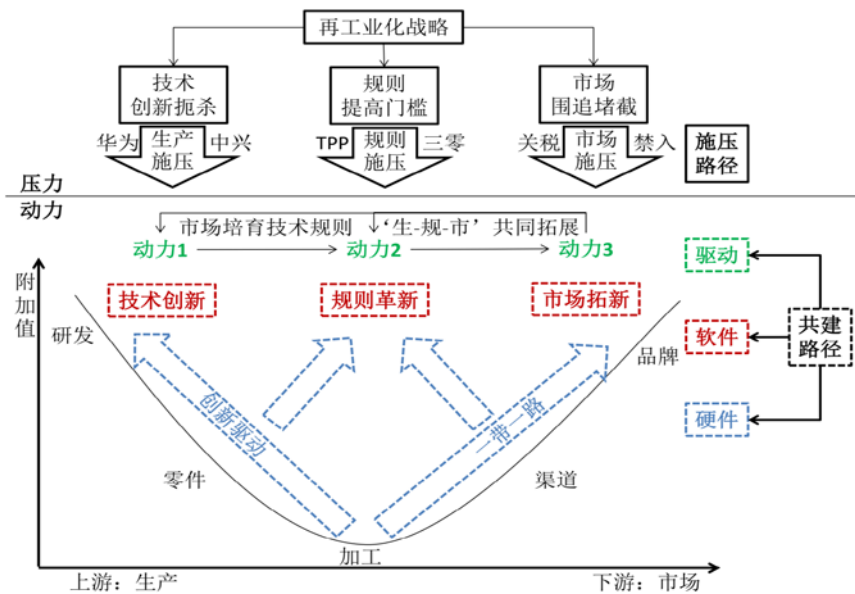 再工业化战略
技术
创新扼杀
规则
提高门槛
市场
围追堵截
华为
生产
施压
中兴
TPP
规则
施压
三零
关税
市场
施压
禁入
施压
路径
压力
动力
市场培育技术规则
‘生-规-市’共同拓展
动力1
动力2
动力3
驱动
附加值
技术创新
规则革新
市场拓新
研发
品牌
软件
共建
路径
创新驱动
一带一路
硬件
零件
渠道
加工
上游：生产
下游：市场